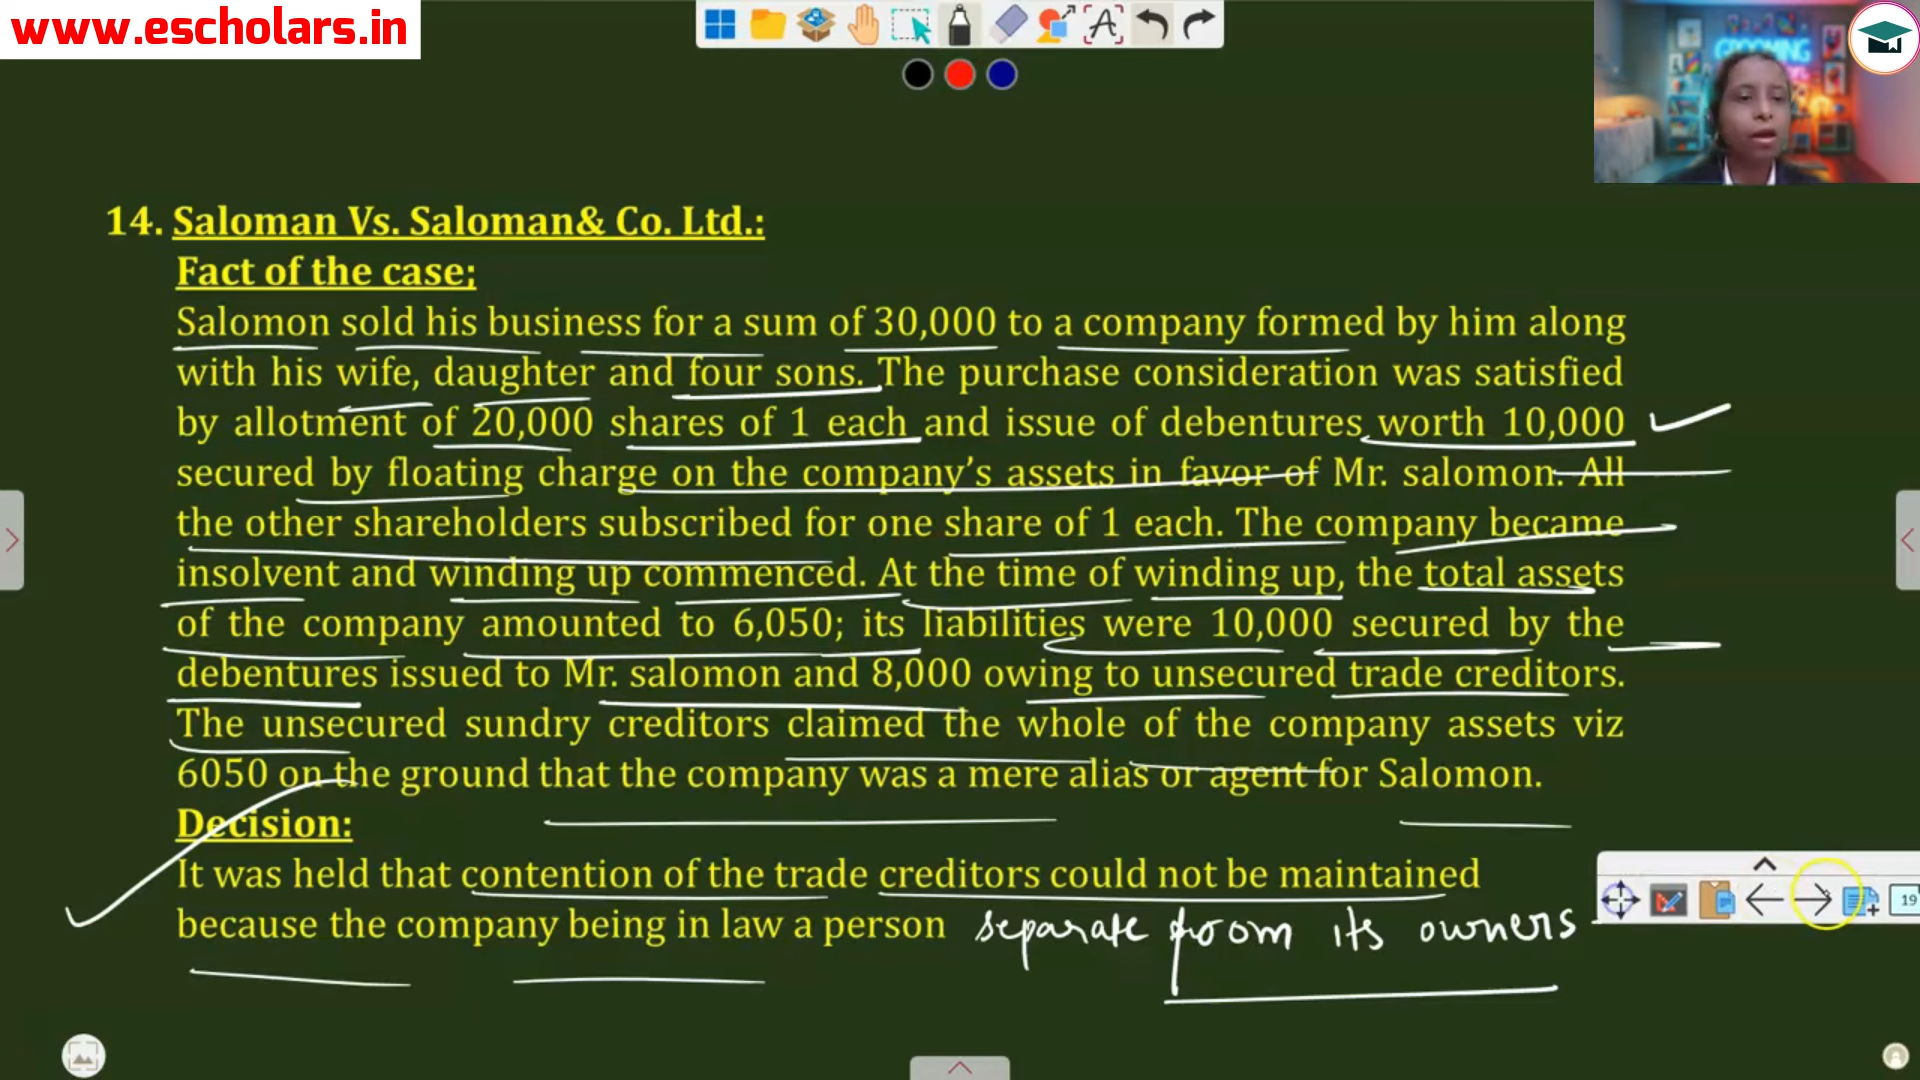 www.escholars.in
GROOMING
14. Saloman Vs. Saloman& Co. Ltd.:
Fact of the case;
Salomon sold his business for a sum of 30,000 to a company formed by him along
with his wife, daughter and four sons. The purchase consideration was satisfied
by allotment of 20,000 shares of 1 each and issue of debentures worth 10,000
secured by floating charge on the company’s assets in favor of Mr. salomon. All
the other shareholders subscribed for one share of 1 each. The company became
insolvent and winding up commenced. At the time of winding up, the total assets
of the company amounted to 6,050; its liabilities were 10,000 secured by the
debentures issued to Mr. salomon and 8,000 owing to unsecured trade creditors.
The unsecured sundry creditors claimed the whole of the company assets viz
6050 on the ground that the company was a mere alias or agent for Salomon.
Decision:
It was held that contention of the trade creditors could not be maintained
because the company being in law a person separate from its owners
19